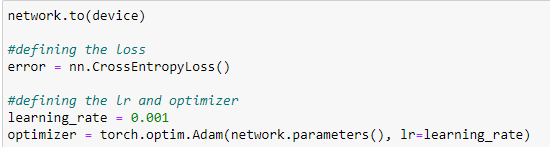 network.to(device)
#defining the loss
error = nn.CrossEntropyLoss()
#defining the lr and optimizer
learning_rate = 0.001
optimizer = torch.optim.Adam(network.parameters(), lr=learning_rate)